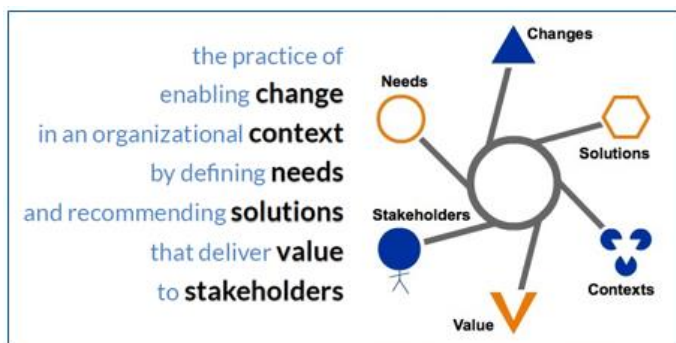 the practice of
enabling change
in an organizational context
by defining needs
and recommending solutions
that deliver value
to stakeholders
Changes
Needs
Solutions
Stakeholders
Contexts
Value